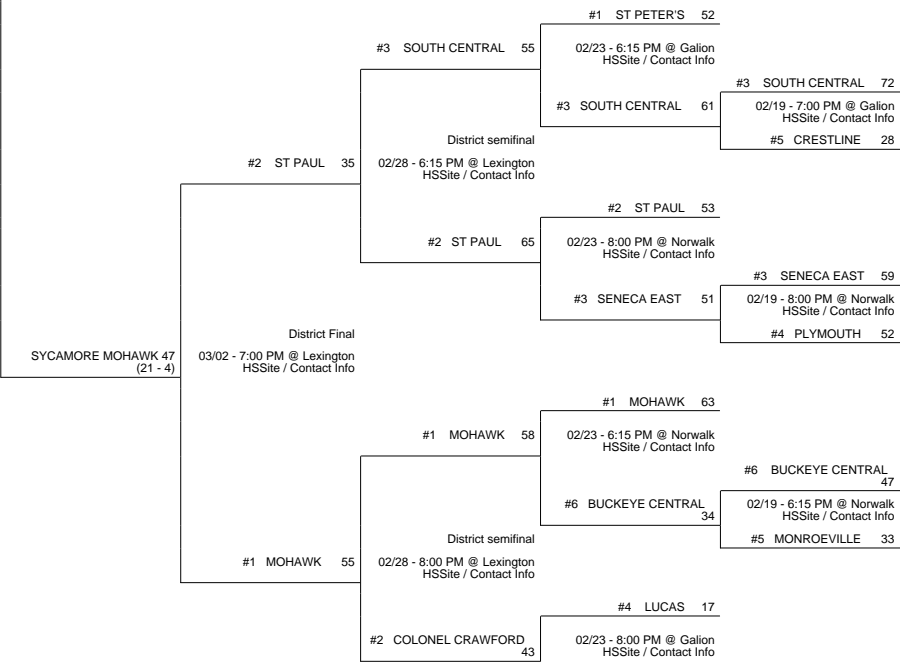 #1 ST PETER'S 52
#3 SOUTH CENTRAL 55
02/23 - 6:15 PM @ Galion
HSSite / Contact Info
#3 SOUTH CENTRAL 72
#3 SOUTH CENTRAL 61
02/19 - 7:00 PM @ Galion
HSSite / Contact Info
District semifinal
#5 CRESTLINE 28
#2 ST PAUL 35
02/28 - 6:15 PM @ Lexington
HSSite / Contact Info
#2 ST PAUL 53
#2 ST PAUL 65
02/23 - 8:00 PM @ Norwalk
HSSite / Contact Info
#3 SENECA EAST 59
#3 SENECA EAST 51
02/19 - 8:00 PM @ Norwalk
HSSite / Contact Info
District Final
#4 PLYMOUTH 52
SYCAMORE MOHAWK 47
(21 - 4)
03/02 - 7:00 PM @ Lexington
HSSite / Contact Info
#1 MOHAWK 63
#1 MOHAWK 58
02/23 - 6:15 PM @ Norwalk
HSSite / Contact Info
#6 BUCKEYE CENTRAL
47
#6 BUCKEYE CENTRAL
34
02/19 - 6:15 PM @ Norwalk
HSSite / Contact Info
District semifinal
#5 MONROEVILLE 33
#1 MOHAWK 55
02/28 - 8:00 PM @ Lexington
HSSite / Contact Info
#4 LUCAS 17
#2 COLONEL CRAWFORD
43
02/23 - 8:00 PM @ Galion
HSSite / Contact Info